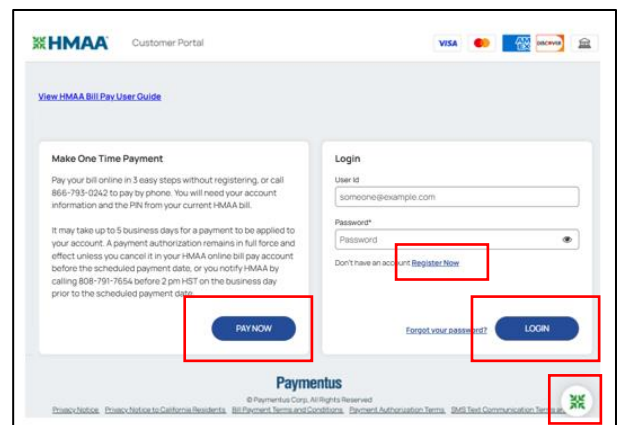 HMAA Customer Portal VISA AM EX DISCOVER
View HMAA Bill Pay User Guide
Make One Time Payment
Pay your bill online in 3 easy steps without registering, or call
866-793-0242 to pay by phone. You will need your account
information and the PIN from your current HMAA bill.
It may take up to 5 business days for a payment to be applied to
your account. A payment authorization remains in full force and
effect unless you cancel it in your HMAA online bill pay account
before the scheduled payment date, or you notify HMAA by
calling 808-791-7654 before 2 pm HST on the business day
prior to the scheduled payment date.
PAY NOW
Login
User Id
someone@example.com
Password*
Password
Don't have an account Register Now
Forgot your password? LOGIN
Paymentus
© Paymentus Corp. All Rights Reserved
Privacy Notice Privacy Notice to California Residents Bill Payment Terms and Conditions Payment Authorization Terms SMS Text Communication Terms